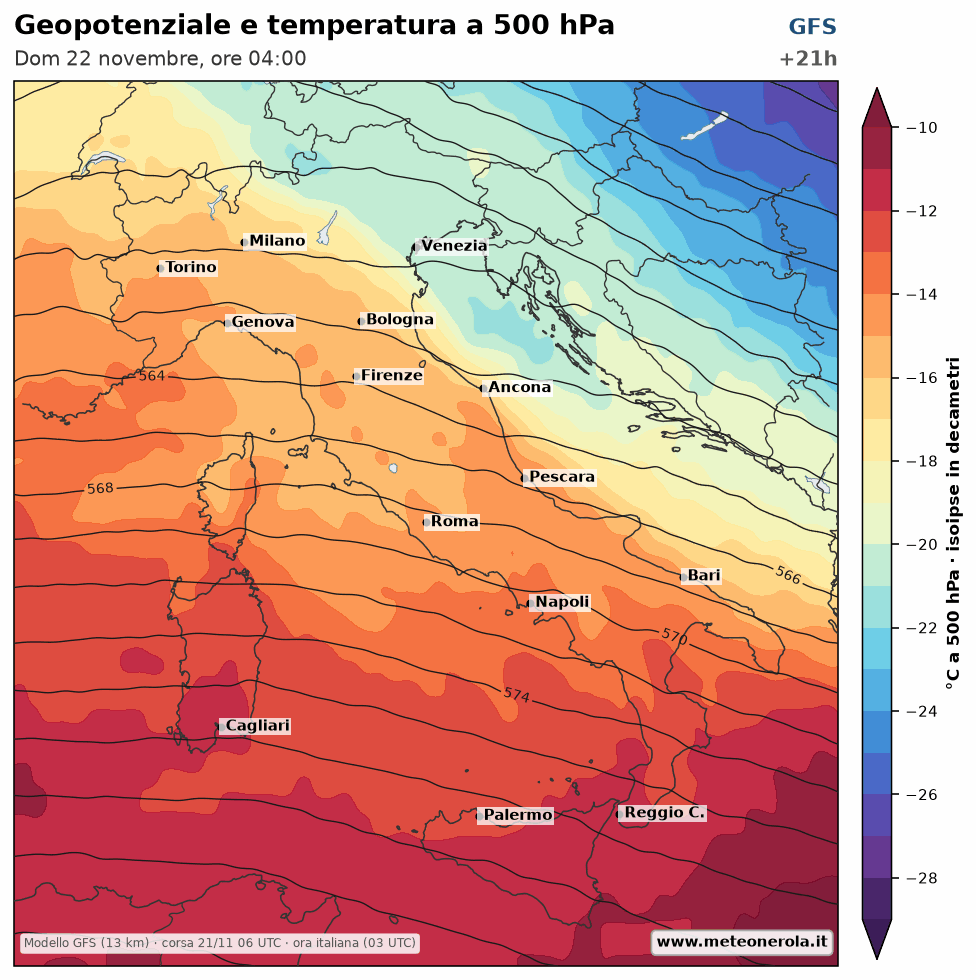 Geopotenziale e temperatura a 500 hPa
GFS
Dom 22 novembre, ore 04:00
+21h
Milano
Venezia
Torino
Genova
Bologna
564
Firenze
Ancona
568
Pescara
Roma
566
Bari
Napoli
570
574
Cagliari
Palermo
Reggio C.
Modello GFS (13 km) · corsa 21/11 06 UTC · ora italiana (03 UTC)
www.meteonerola.it
−10
−12
−14
−16
−18
−20
−22
−24
−26
−28
°C a 500 hPa · isoipse in decametri